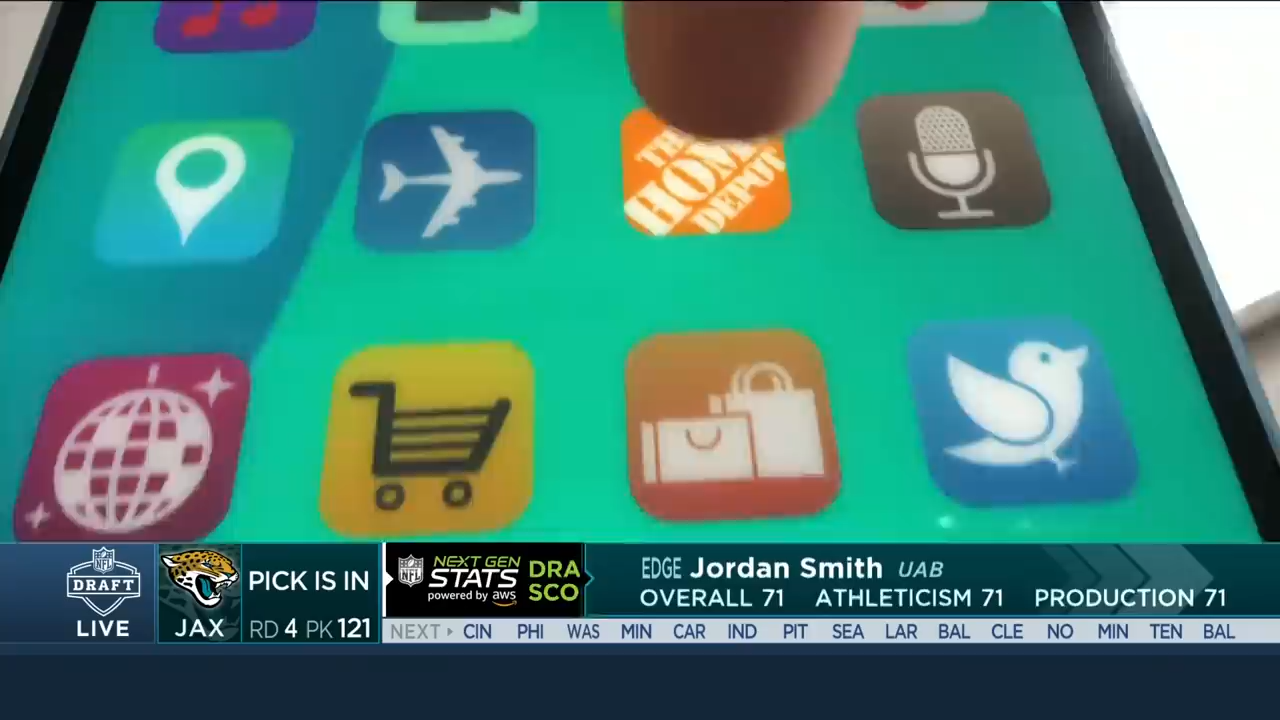 THE
HOME
DEPOT
NFL
DRAFT
LIVE
JAX
PICK IS IN
RD 4 PK 121
NFL
NEXT GEN
STATS
powered by aws
DRA
SCO
EDGE Jordan Smith UAB
OVERALL 71 ATHLETICISM 71 PRODUCTION 71
NEXT CIN PHI WAS MIN CAR IND PIT SEA LAR BAL CLE NO MIN TEN BAL